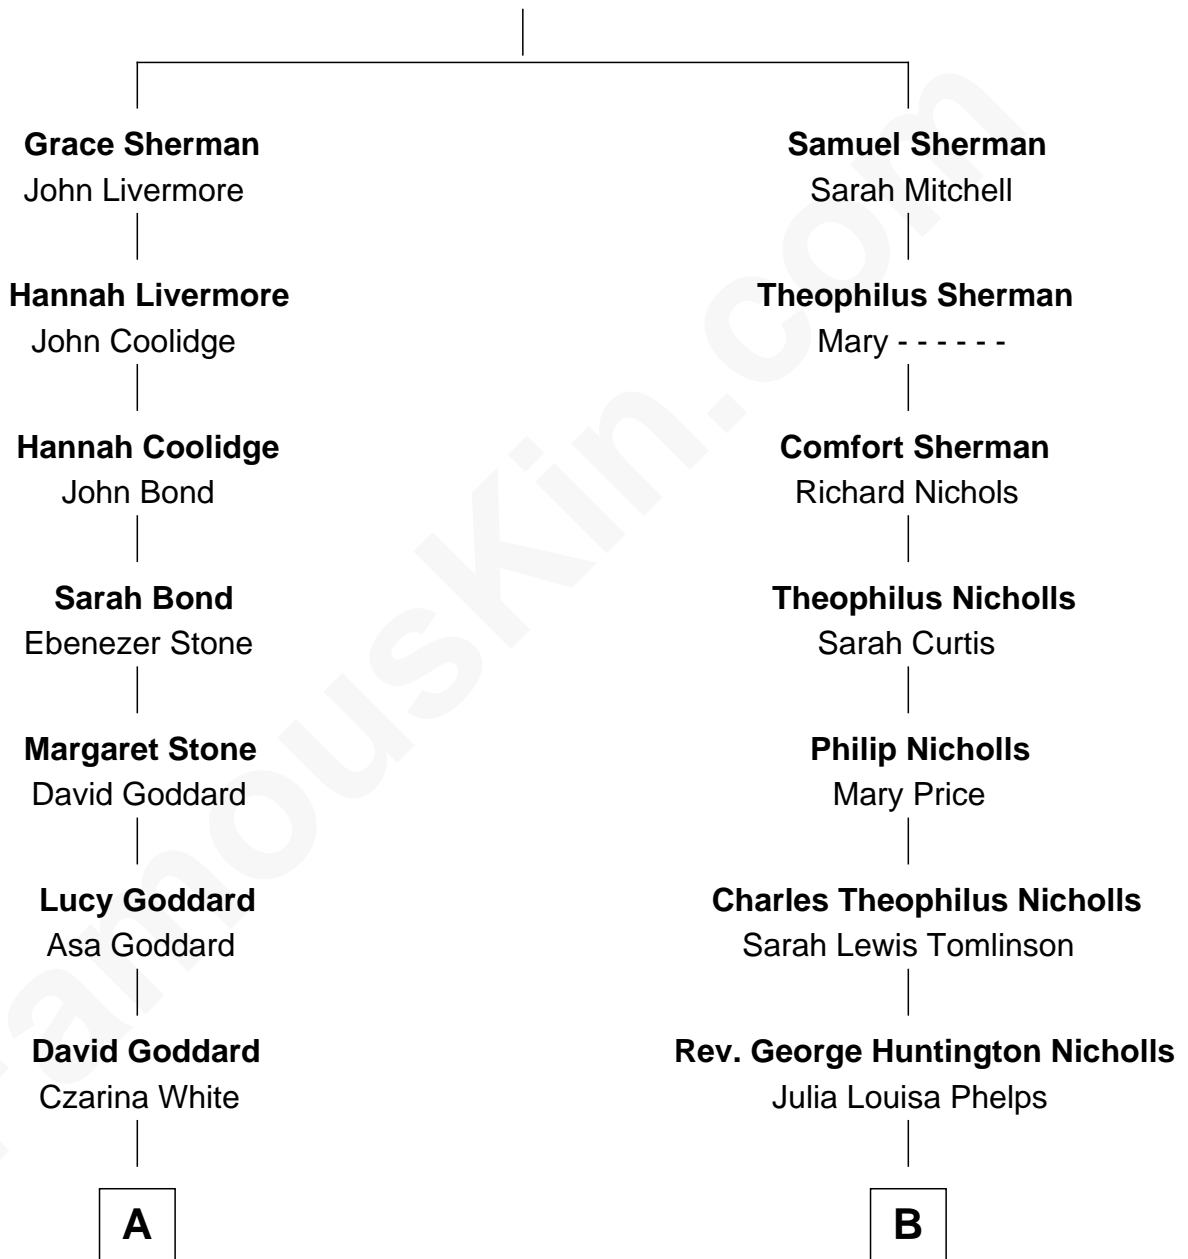 Grace Sherman
John Livermore
Hannah Livermore
John Coolidge
Hannah Coolidge
John Bond
Sarah Bond
Ebenezer Stone
Margaret Stone
David Goddard
Lucy Goddard
Asa Goddard
David Goddard
Czarina White
A
Samuel Sherman
Sarah Mitchell
Theophilus Sherman
Mary - - - - - -
Comfort Sherman
Richard Nichols
Theophilus Nicholls
Sarah Curtis
Philip Nicholls
Mary Price
Charles Theophilus Nicholls
Sarah Lewis Tomlinson
Rev. George Huntington Nicholls
Julia Louisa Phelps
B
FamousKin.com